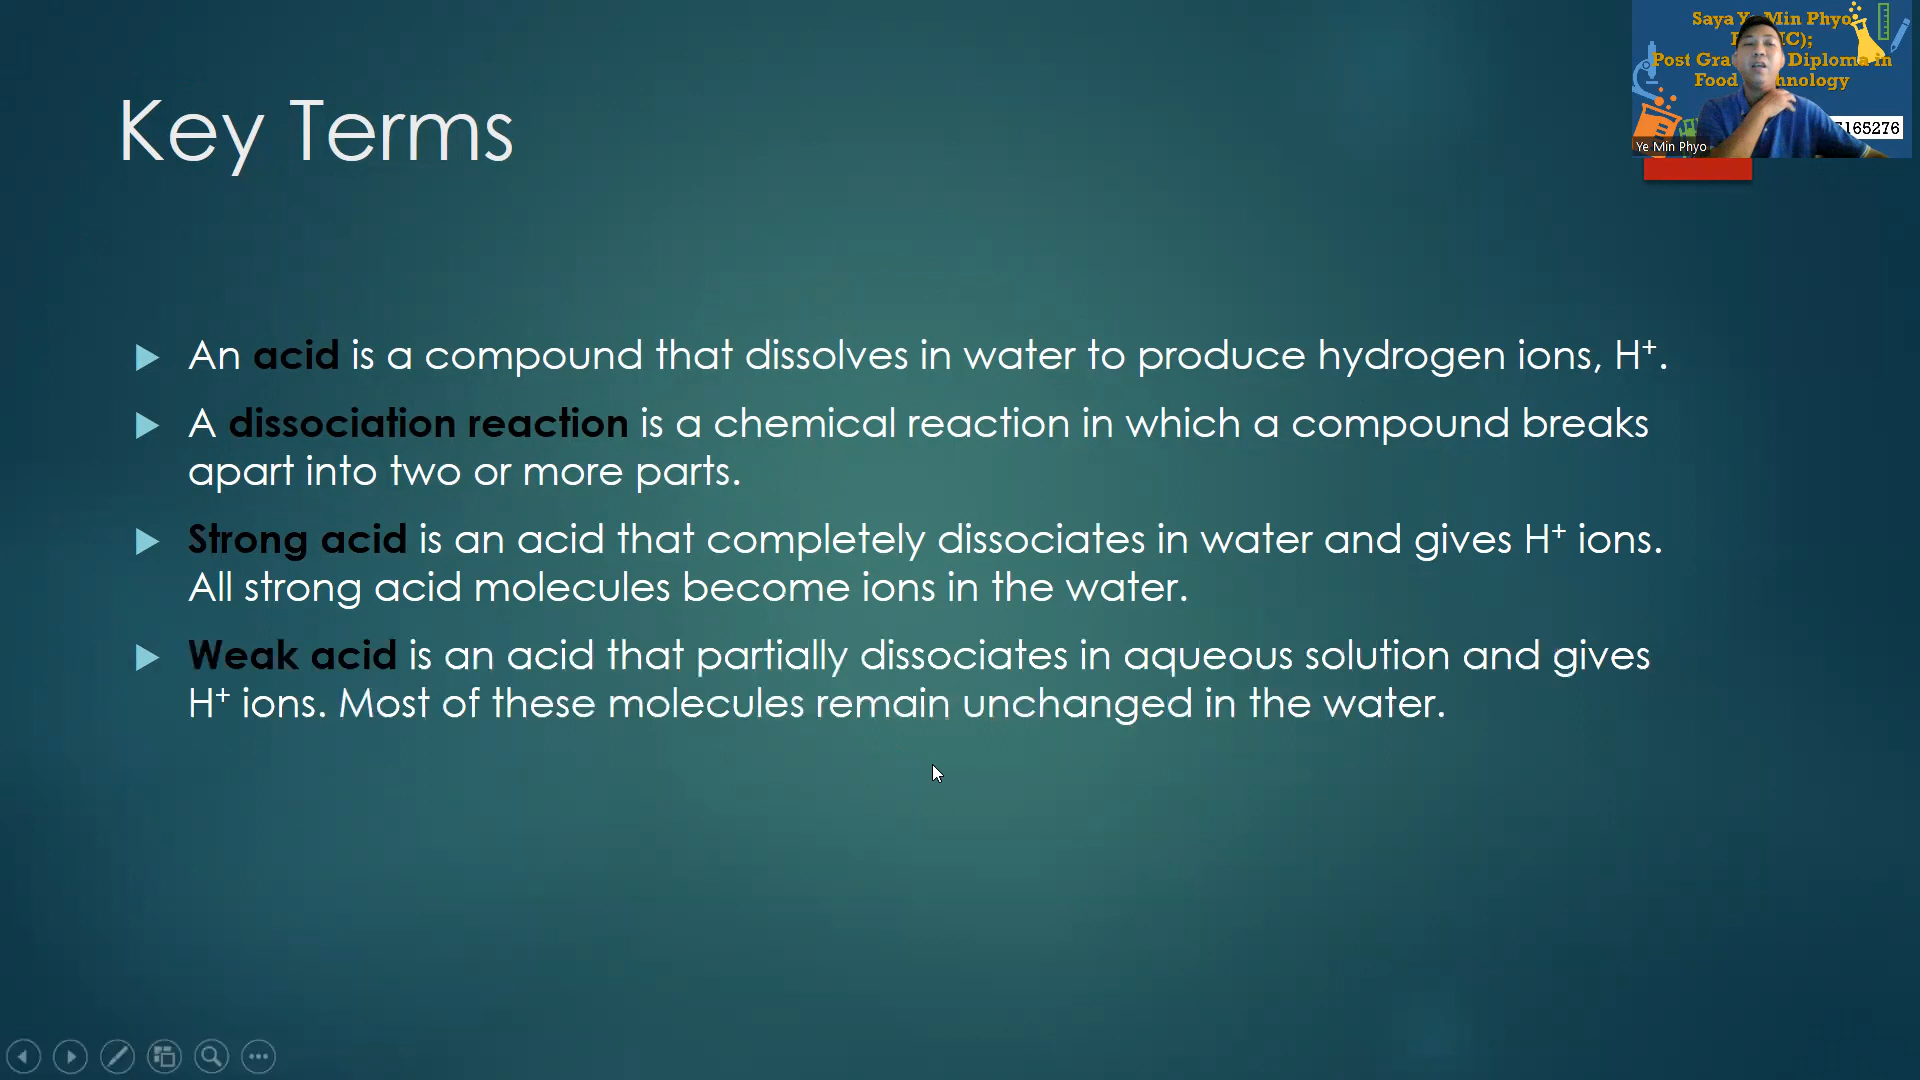 Key Terms
An acid is a compound that dissolves in water to produce hydrogen ions, H⁺.
A dissociation reaction is a chemical reaction in which a compound breaks
apart into two or more parts.
Strong acid is an acid that completely dissociates in water and gives H⁺ ions.
All strong acid molecules become ions in the water.
Weak acid is an acid that partially dissociates in aqueous solution and gives
H⁺ ions. Most of these molecules remain unchanged in the water.
Saya Min Phyo
Post Diploma in
Food
165276
Ye Min Phyo